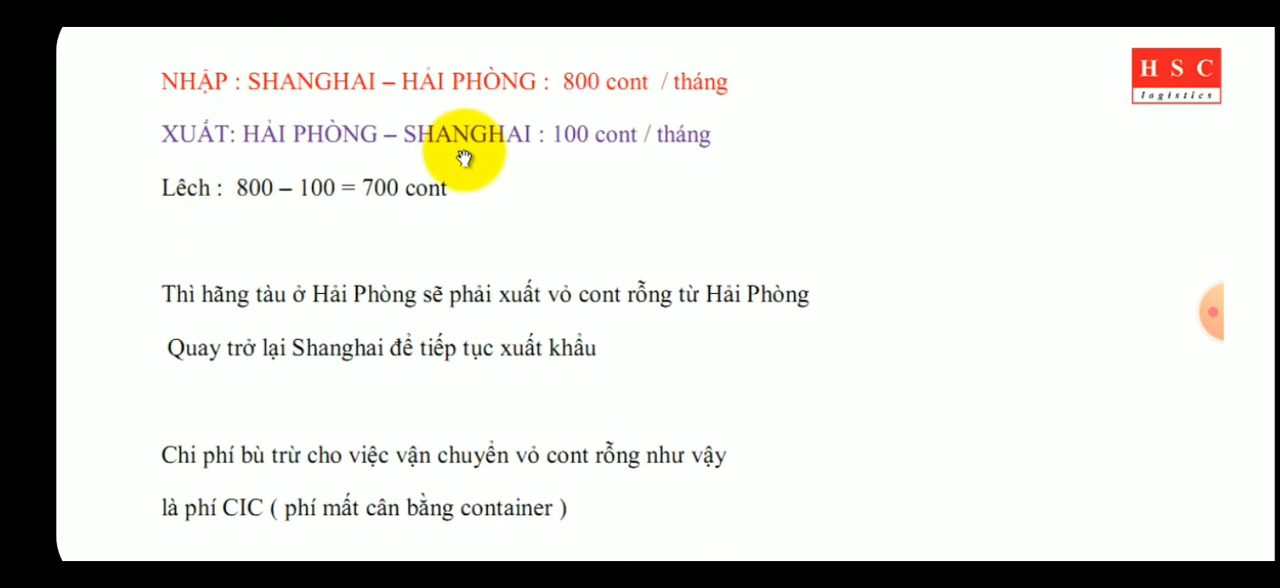 NHẬP : SHANGHAI – HẢI PHÒNG : 800 cont / tháng
H S C
logistics
XUẤT: HẢI PHÒNG – SHANGHAI : 100 cont / tháng
Lêch : 800 – 100 = 700 cont
Thì hãng tàu ở Hải Phòng sẽ phải xuất vỏ cont rỗng từ Hải Phòng
Quay trở lại Shanghai để tiếp tục xuất khẩu
Chi phí bù trừ cho việc vận chuyển vỏ cont rỗng như vậy
là phí CIC ( phí mất cân bằng container )